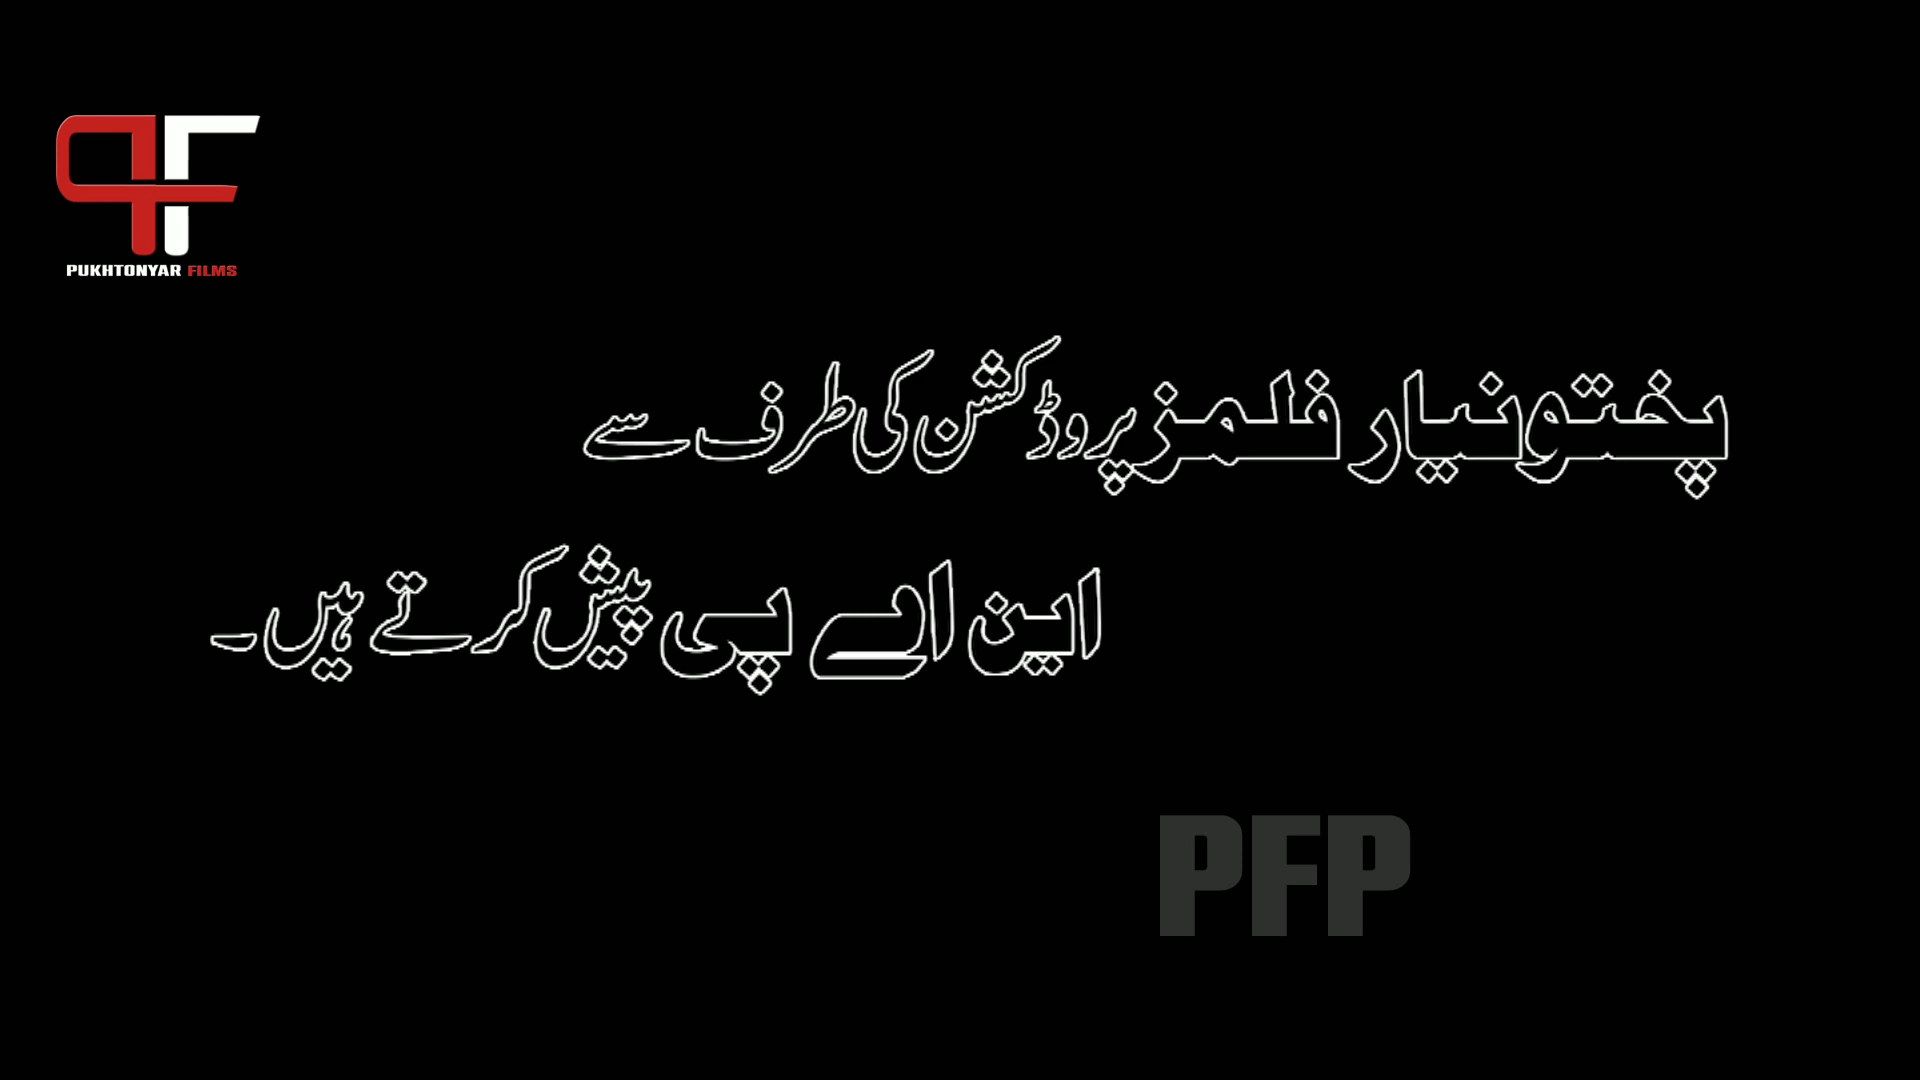 PUKHTONYAR FILMS
پختونیار فلمز پروڈکشن کی طرف سے
این اے پی پیش کرتے ہیں۔
PFP